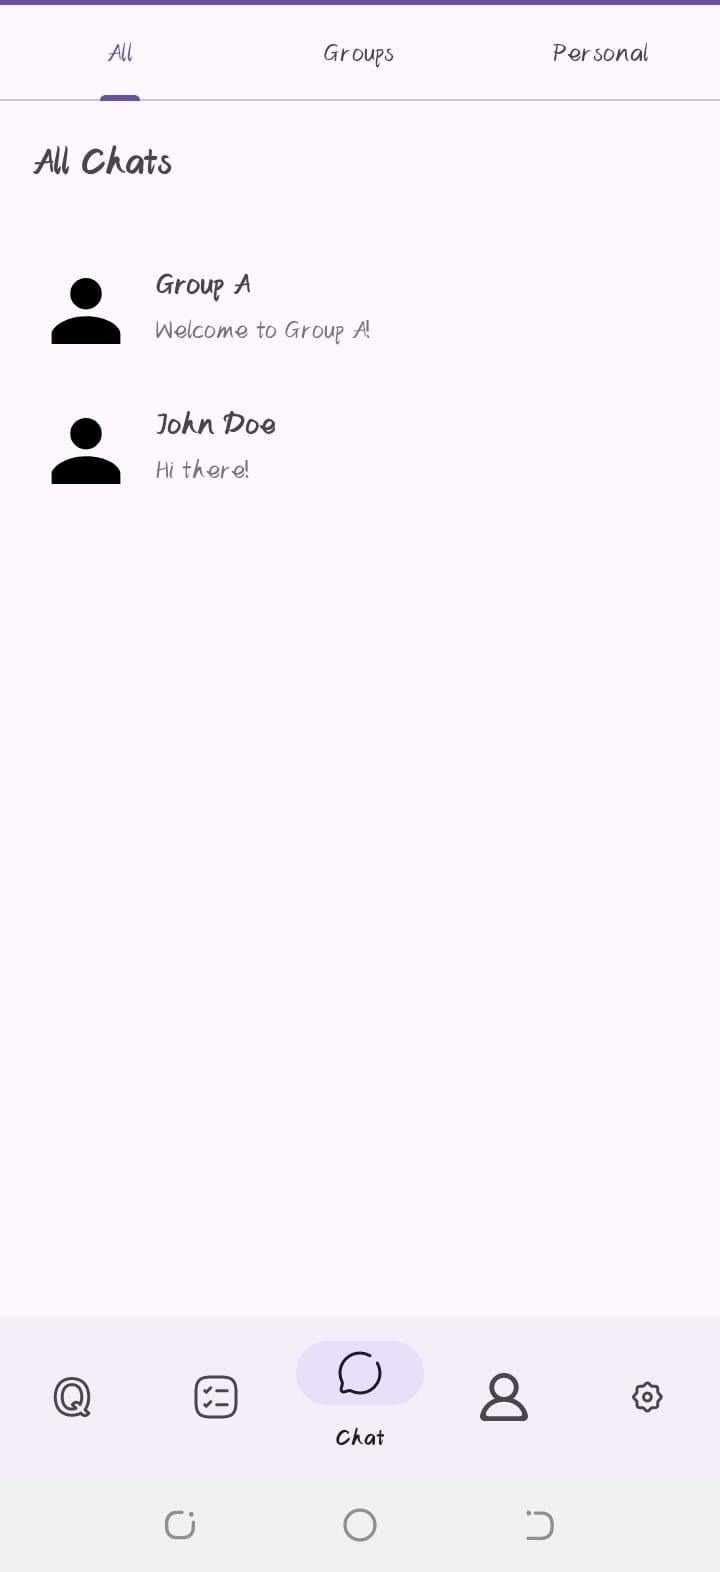 All Groups Personal
All Chats
Group A
Welcome to Group A!
John Doe
Hi there!
Chat